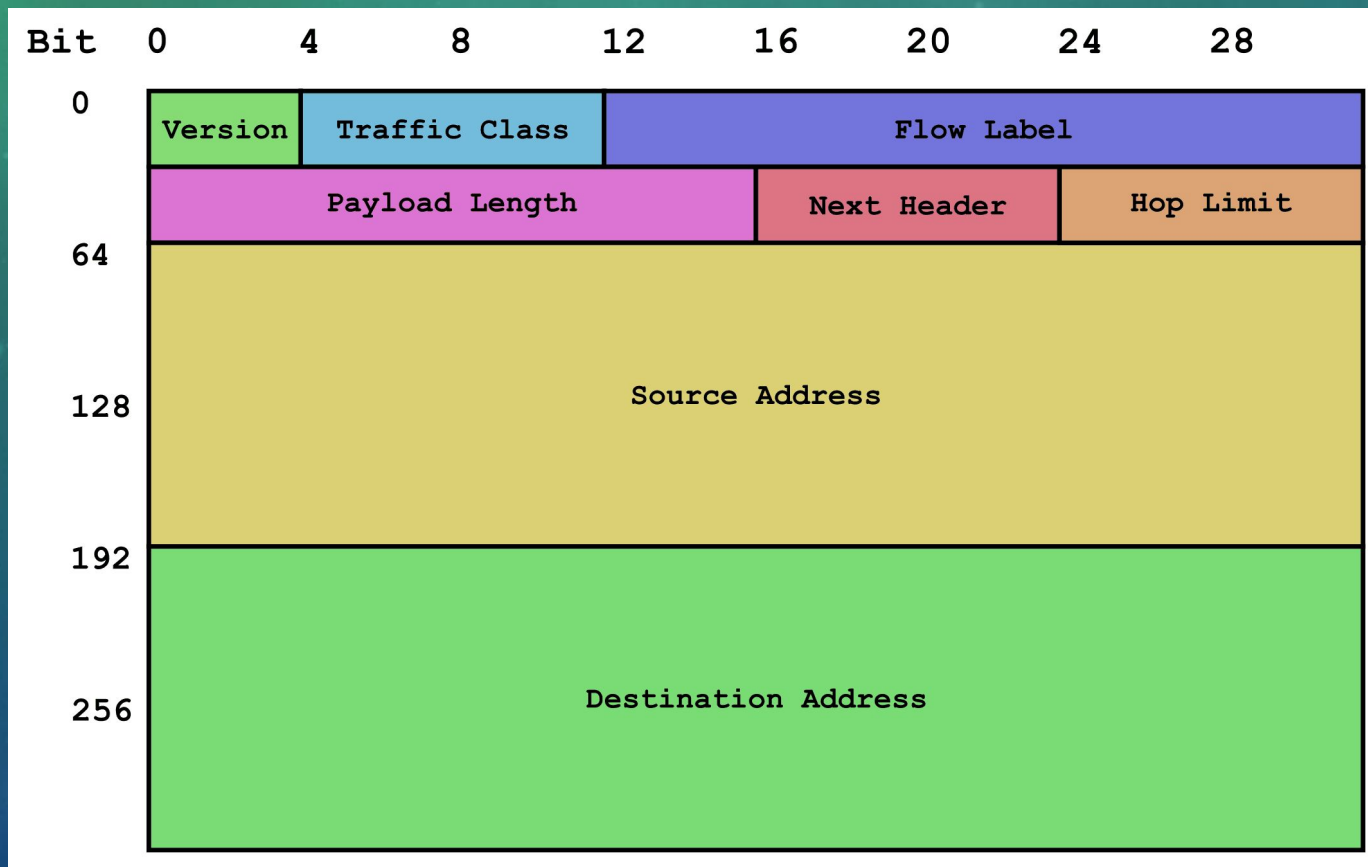 Bit 0 4 8 12 16 20 24 28
0
Version Traffic Class Flow Label
Payload Length Next Header Hop Limit
64
Source Address
128
192
Destination Address
256